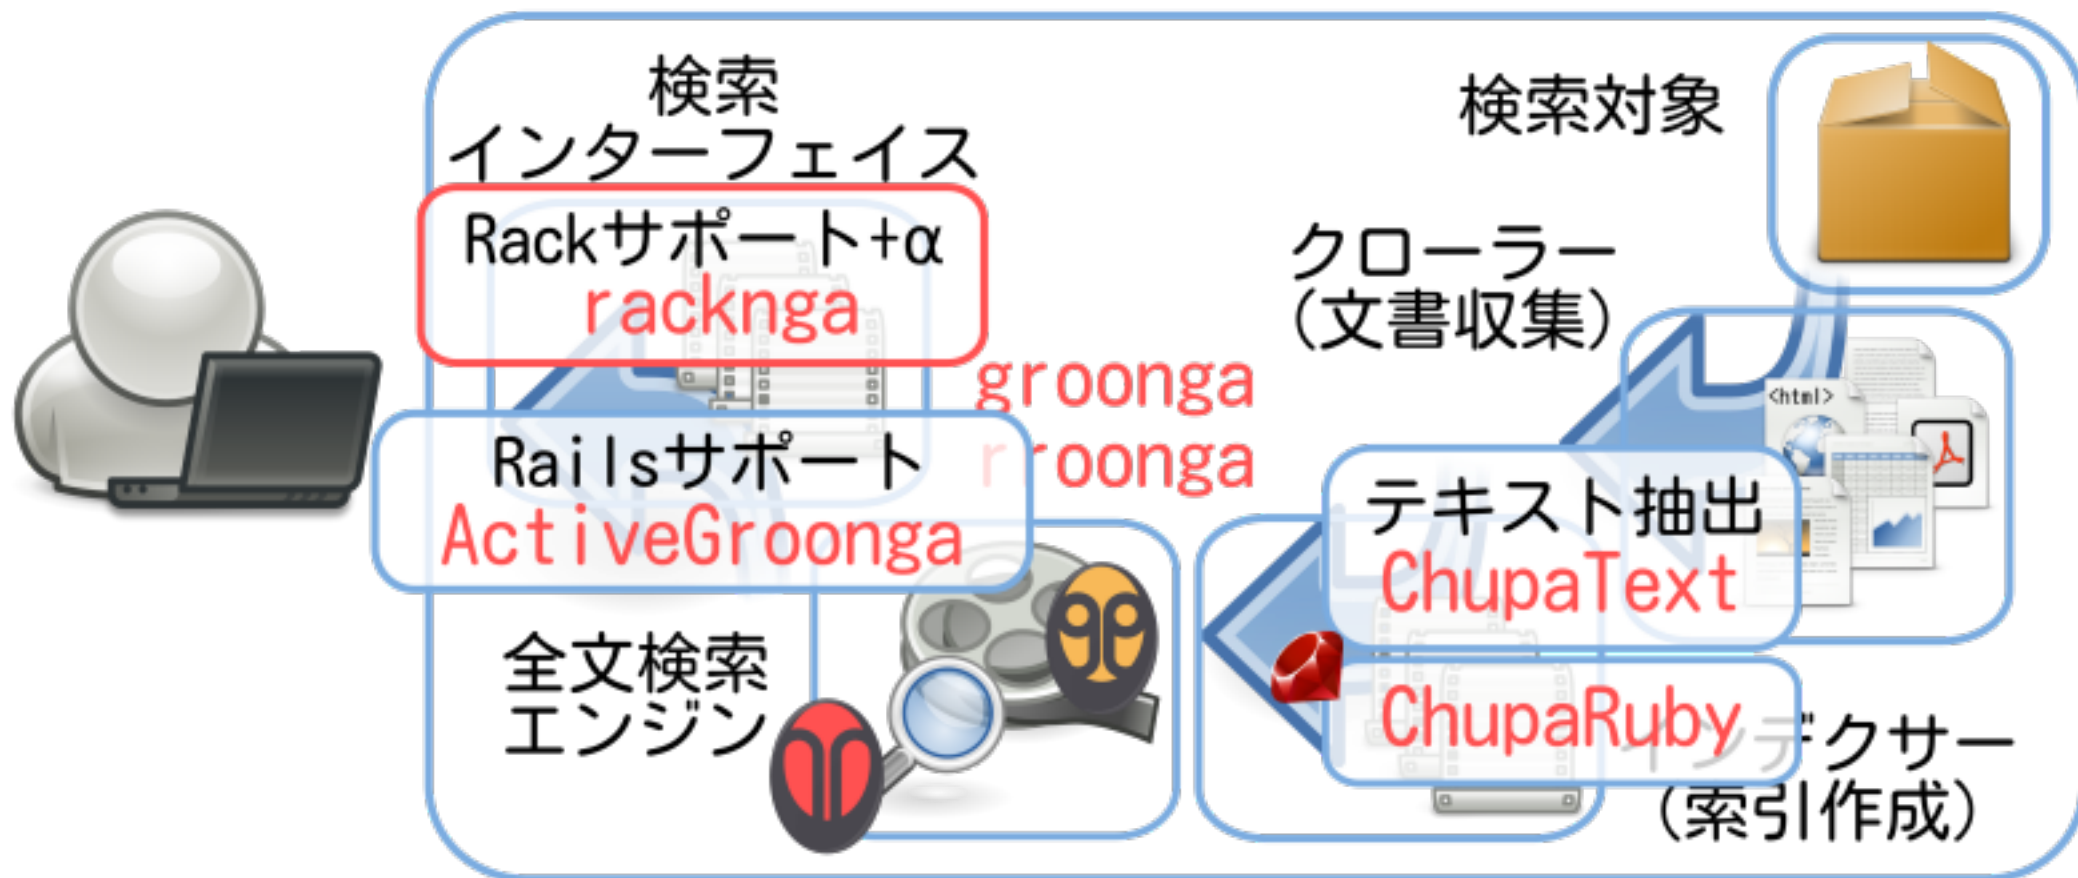 検索
インターフェイス
Rackサポート+α
racknga
Railsサポート
ActiveGroonga
groonga
rroonga
全文検索
エンジン
検索対象
クローラー
(文書収集)
<html>
テキスト抽出
ChupaText
ChupaRuby
インデクサー
(索引作成)